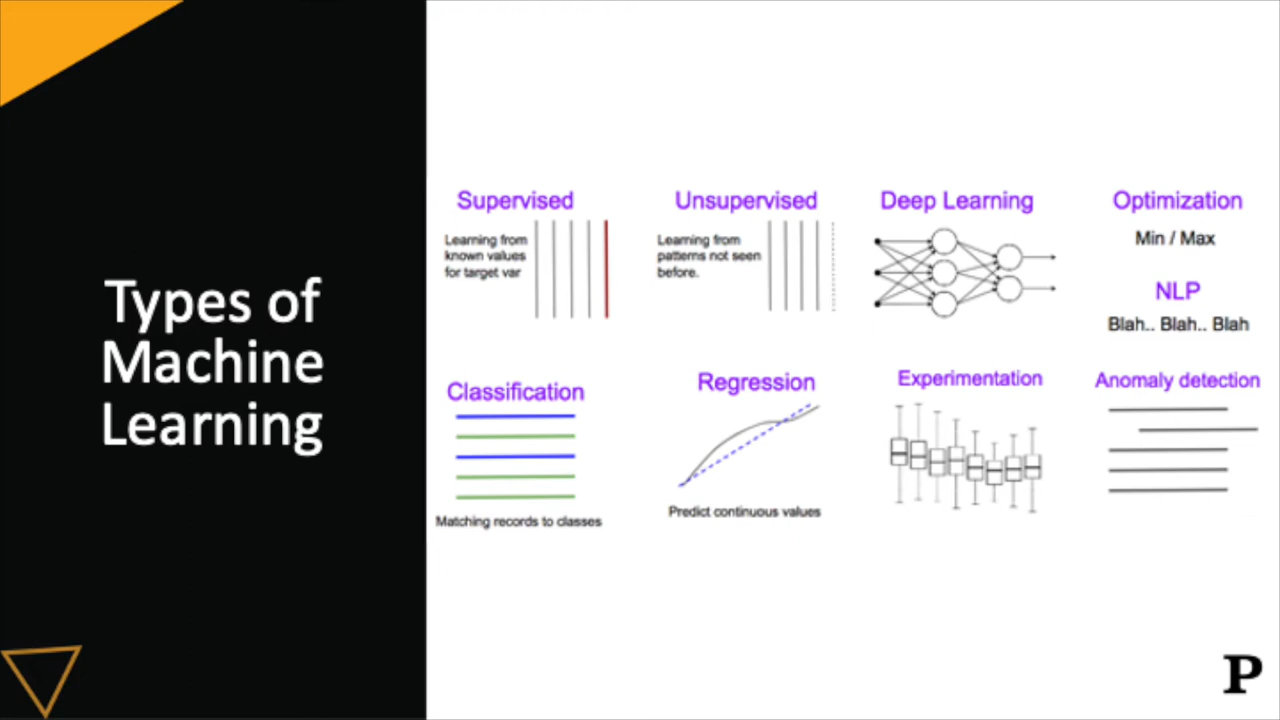 Types of
Machine
Learning
Supervised
Learning from
known values
for target var
Unsupervised
Learning from
patterns not seen
before.
Deep Learning
Optimization
Min / Max
NLP
Blah.. Blah.. Blah
Classification
Matching records to classes
Regression
Predict continuous values
Experimentation
Anomaly detection
P